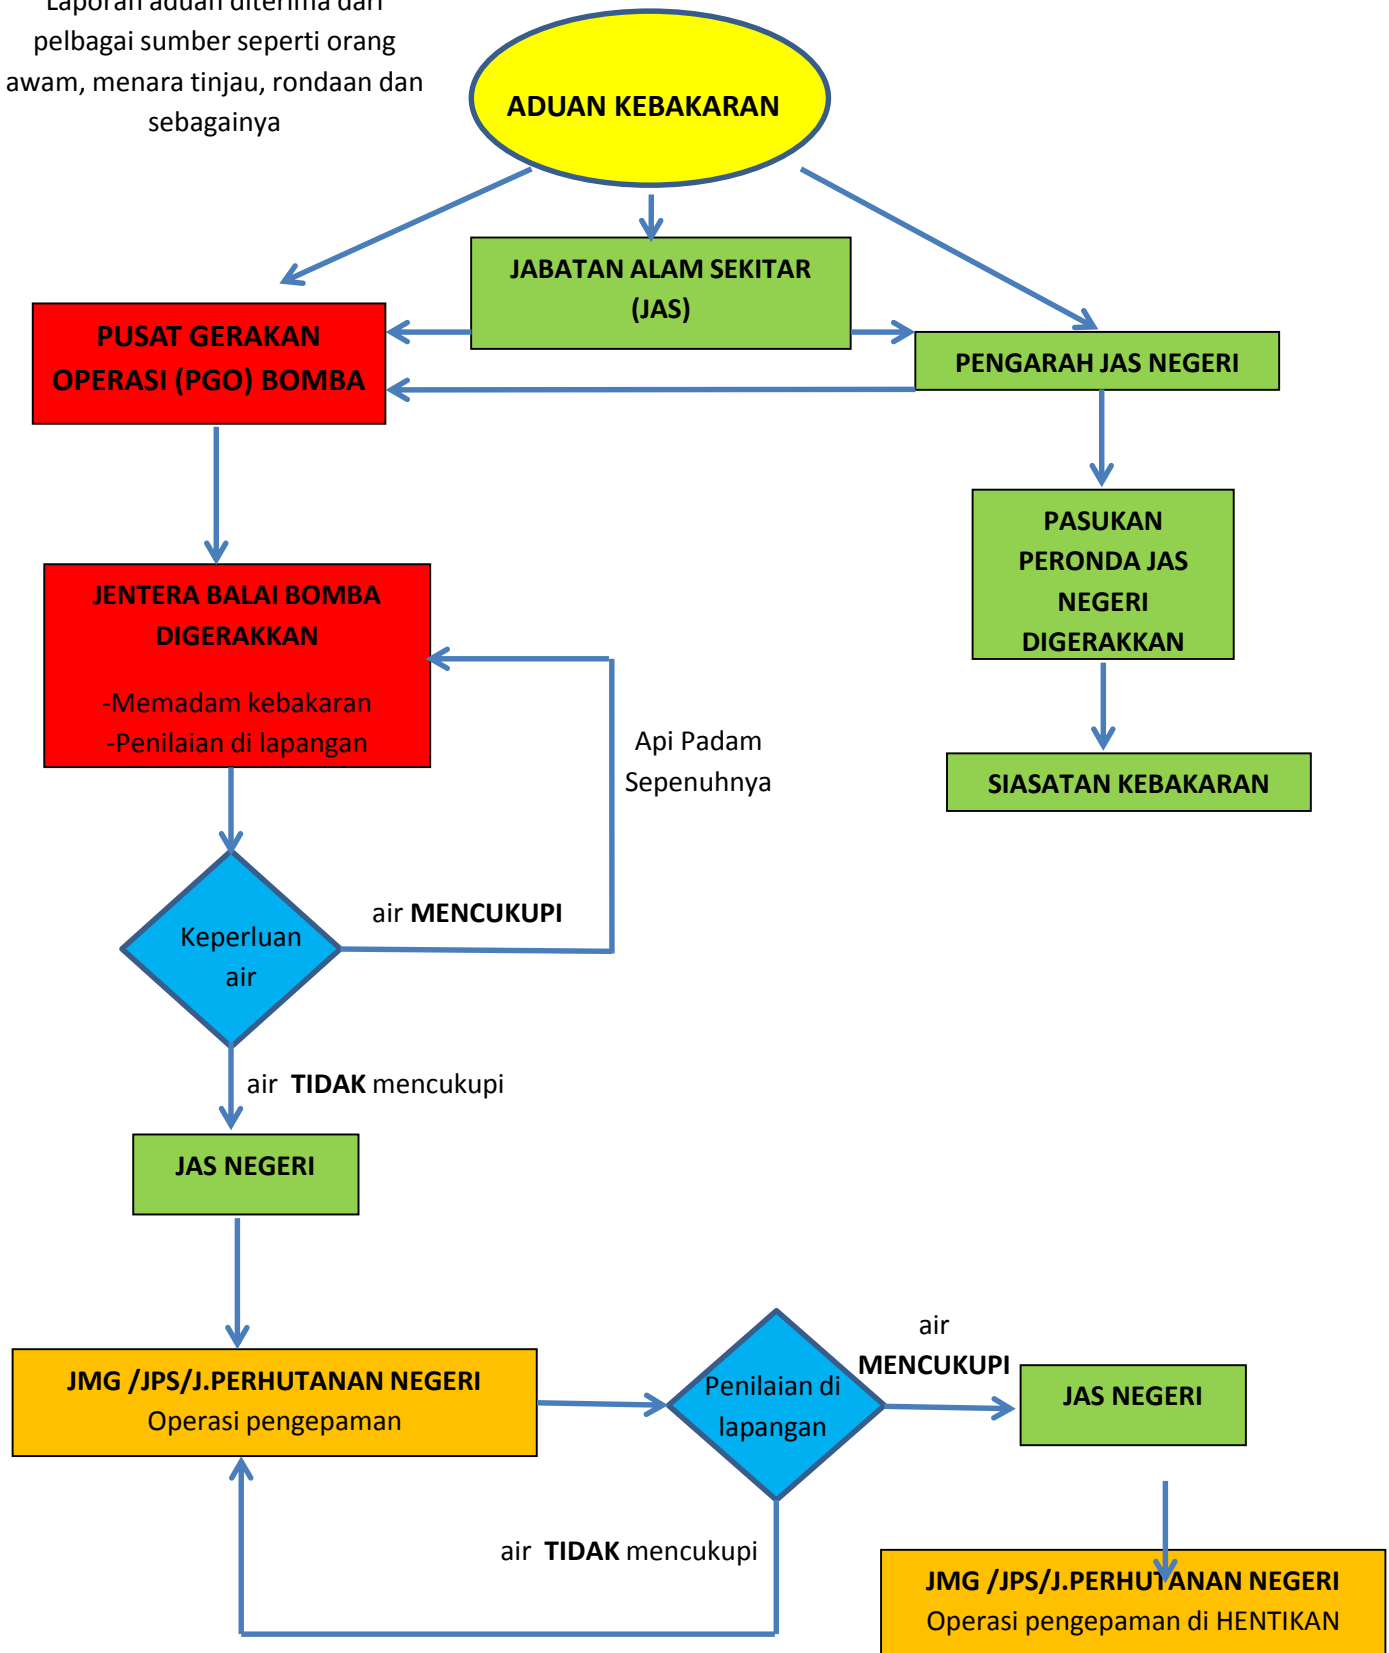 Laporan aduan diterima dari
pelbagai sumber seperti orang
awam, menara tinjau, rondaan dan
sebagainya
ADUAN KEBAKARAN
JABATAN ALAM SEKITAR
(JAS)
PUSAT GERAKAN
OPERASI (PGO) BOMBA
PENGARAH JAS NEGERI
PASUKAN
PERONDA JAS
NEGERI
DIGERAKKAN
JENTERA BALAI BOMBA
DIGERAKKAN
-Memadam kebakaran
-Penilaian di lapangan
Api Padam
Sepenuhnya
SIASATAN KEBAKARAN
air MENCUKUPI
Keperluan
air
air TIDAK mencukupi
JAS NEGERI
JMG /JPS/J.PERHUTANAN NEGERI
Operasi pengepaman
Penilaian di
lapangan
air
MENCUKUPI
JAS NEGERI
air TIDAK mencukupi
JMG /JPS/J.PERHUTANAN NEGERI
Operasi pengepaman di HENTIKAN